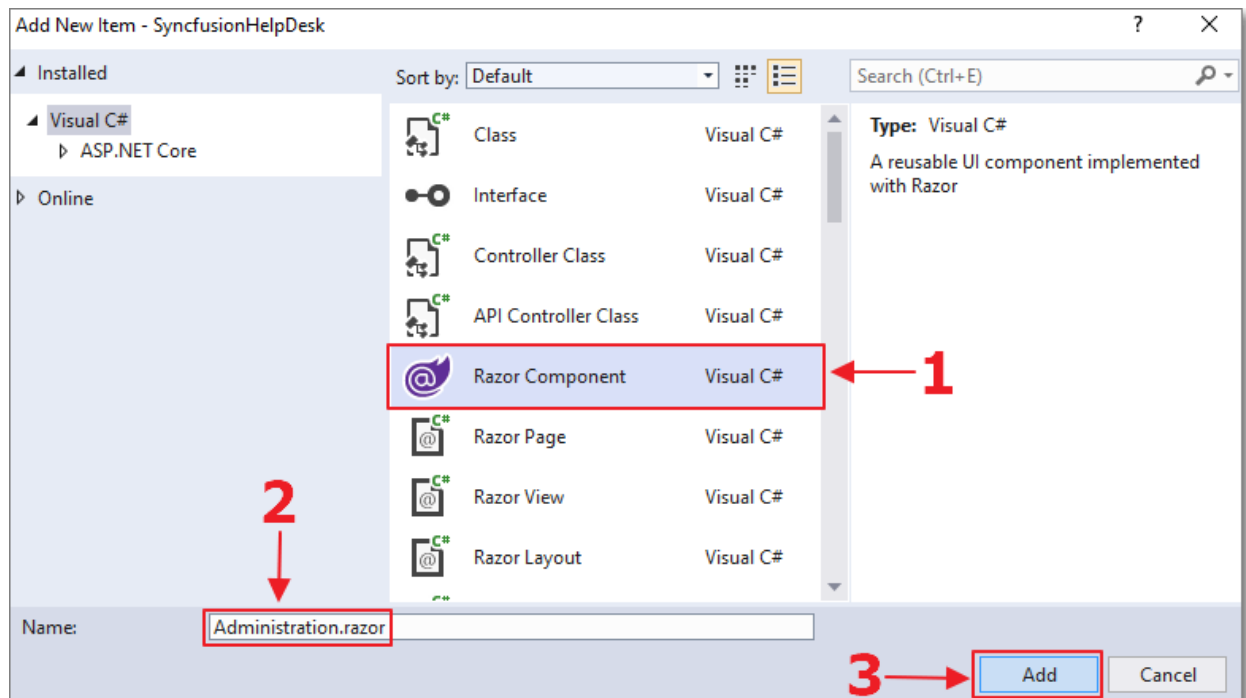 Add New Item - SyncfusionHelpDesk
? 
Installed
Sort by: Default
Search (Ctrl+E)
Visual C#
ASP.NET Core
Online
C# Class Visual C#
Interface Visual C#
C# Controller Class Visual C#
C# API Controller Class Visual C#
@ Razor Component Visual C#
1
C# @ Razor Page Visual C#
C# @ Razor View Visual C#
C# @ Razor Layout Visual C#
C#
Type: Visual C#
A reusable UI component implemented
with Razor
2
Name: Administration.razor
3
Add Cancel